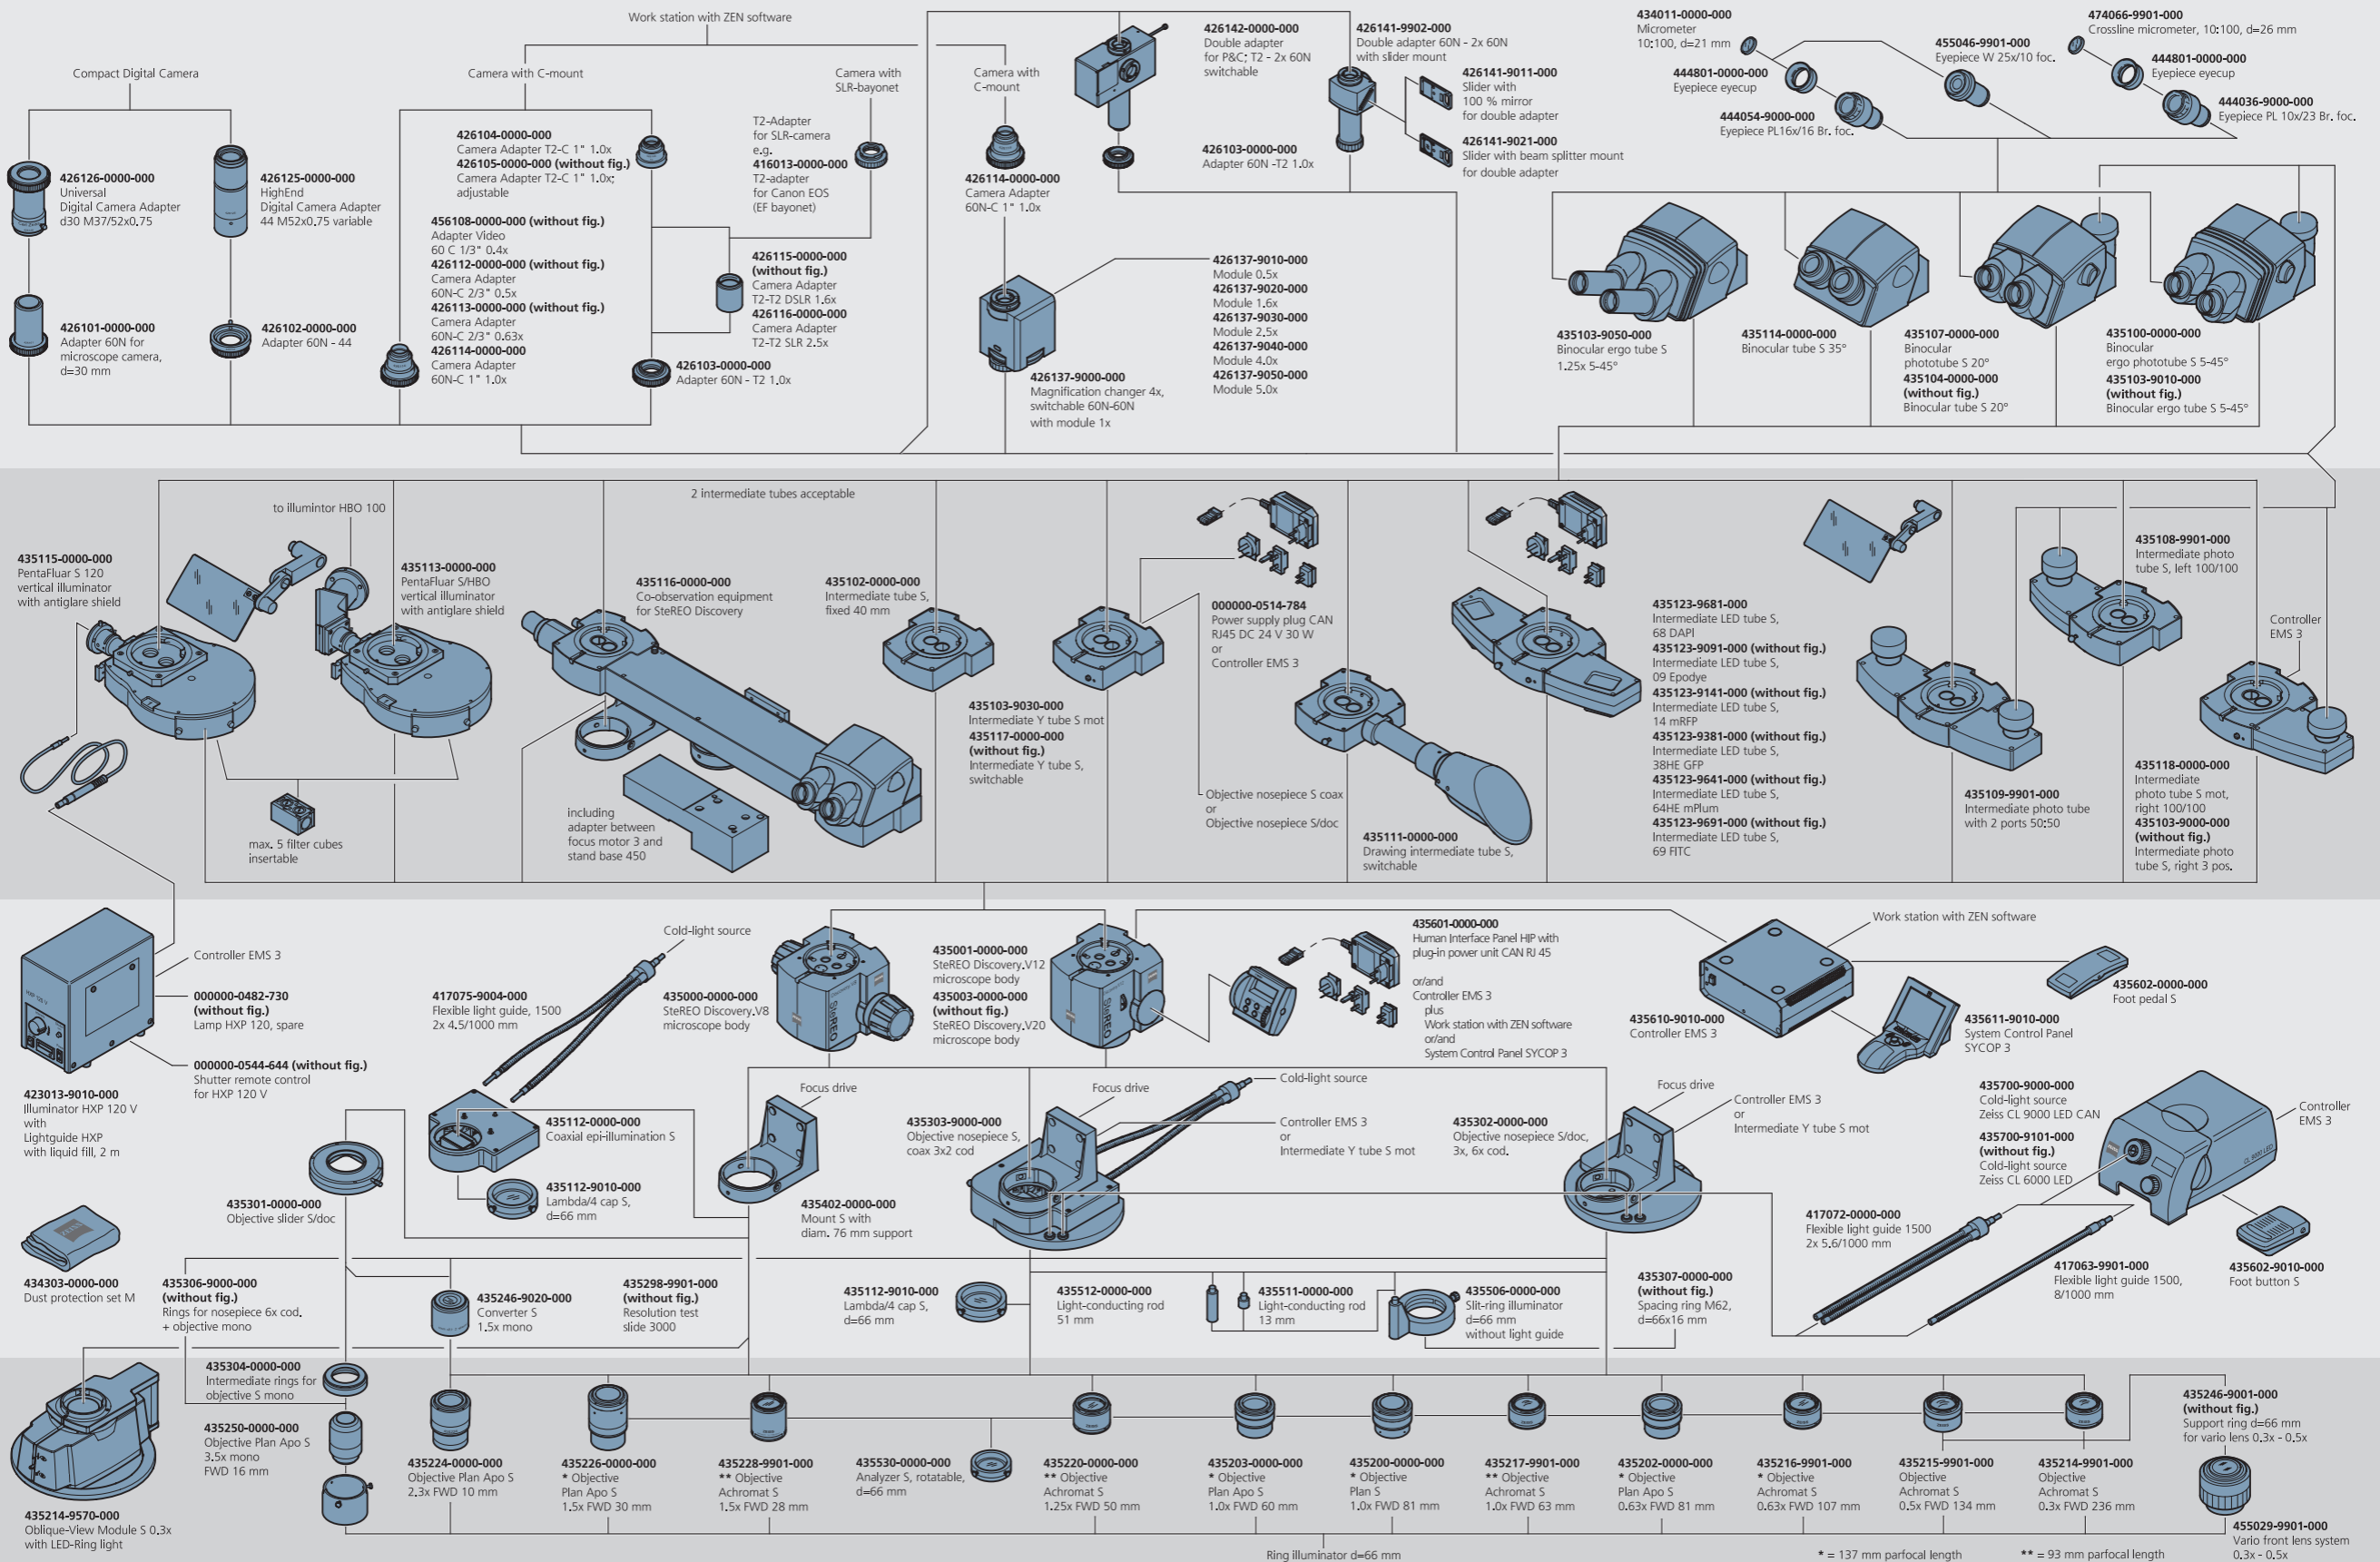 Work station with ZEN software
Compact Digital Camera
Camera with C-mount
Camera with
SLR-bayonet
Camera with
C-mount
426126-0000-000
Universal
Digital Camera Adapter
d30 M37/52x0.75
426125-0000-000
HighEnd
Digital Camera Adapter
44 M52x0.75 variable
426101-0000-000
Adapter 60N for
microscope camera,
d=30 mm
426102-0000-000
Adapter 60N - 44
426104-0000-000
Camera Adapter T2-C 1" 1.0x
426105-0000-000 (without fig.)
Camera Adapter T2-C 1" 1.0x;
adjustable
456108-0000-000 (without fig.)
Adapter Video
60 C 1/3" 0.4x
426112-0000-000 (without fig.)
Camera Adapter
60N-C 2/3" 0.5x
426113-0000-000 (without fig.)
Camera Adapter
60N-C 2/3" 0.63x
426114-0000-000
Camera Adapter
60N-C 1" 1.0x
T2-Adapter
for SLR-camera
e.g.
416013-0000-000
T2-adapter
for Canon EOS
(EF bayonet)
426115-0000-000
(without fig.)
Camera Adapter
T2-T2 DSLR 1.6x
426116-0000-000
Camera Adapter
T2-T2 SLR 2.5x
426103-0000-000
Adapter 60N - T2 1.0x
426114-0000-000
Camera Adapter
60N-C 1" 1.0x
426142-0000-000
Double adapter
for P&C; T2 - 2x 60N
switchable
426103-0000-000
Adapter 60N -T2 1.0x
426141-9902-000
Double adapter 60N - 2x 60N
with slider mount
426141-9011-000
Slider with
100 % mirror
for double adapter
426141-9021-000
Slider with beam splitter mount
for double adapter
426137-9010-000
Module 0.5x
426137-9020-000
Module 1.6x
426137-9030-000
Module 2.5x
426137-9040-000
Module 4.0x
426137-9050-000
Module 5.0x
426137-9000-000
Magnification changer 4x,
switchable 60N-60N
with module 1x
434011-0000-000
Micrometer
10:100, d=21 mm
444801-0000-000
Eyepiece eyecup
444054-9000-000
Eyepiece PL16x/16 Br. foc.
455046-9901-000
Eyepiece W 25x/10 foc.
474066-9901-000
Crossline micrometer, 10:100, d=26 mm
444801-0000-000
Eyepiece eyecup
444036-9000-000
Eyepiece PL 10x/23 Br. foc.
435103-9050-000
Binocular ergo tube S
1.25x 5-45°
435114-0000-000
Binocular tube S 35°
435107-0000-000
Binocular
phototube S 20°
435104-0000-000
(without fig.)
Binocular tube S 20°
435100-0000-000
Binocular
ergo phototube S 5-45°
435103-9010-000
(without fig.)
Binocular ergo tube S 5-45°
2 intermediate tubes acceptable
to illumintor HBO 100
435115-0000-000
PentaFluar S 120
vertical illuminator
with antiglare shield
435113-0000-000
PentaFluar S/HBO
vertical illuminator
with antiglare shield
max. 5 filter cubes
insertable
435116-0000-000
Co-observation equipment
for SteREO Discovery
including
adapter between
focus motor 3 and
stand base 450
435102-0000-000
Intermediate tube S,
fixed 40 mm
435103-9030-000
Intermediate Y tube S mot
435117-0000-000
(without fig.)
Intermediate Y tube S,
switchable
000000-0514-784
Power supply plug CAN
RJ45 DC 24 V 30 W
or
Controller EMS 3
Objective nosepiece S coax
or
Objective nosepiece S/doc
435111-0000-000
Drawing intermediate tube S,
switchable
435123-9681-000
Intermediate LED tube S,
68 DAPI
435123-9091-000 (without fig.)
Intermediate LED tube S,
09 Epodye
435123-9141-000 (without fig.)
Intermediate LED tube S,
14 mRFP
435123-9381-000 (without fig.)
Intermediate LED tube S,
38HE GFP
435123-9641-000 (without fig.)
Intermediate LED tube S,
64HE mPlum
435123-9691-000 (without fig.)
Intermediate LED tube S,
69 FITC
435109-9901-000
Intermediate photo tube
with 2 ports 50:50
435108-9901-000
Intermediate photo
tube S, left 100/100
Controller
EMS 3
435118-0000-000
Intermediate
photo tube S mot,
right 100/100
435103-9000-000
(without fig.)
Intermediate photo
tube S, right 3 pos.
Controller EMS 3
000000-0482-730
(without fig.)
Lamp HXP 120, spare
000000-0544-644 (without fig.)
Shutter remote control
for HXP 120 V
HXP 120 V
423013-9010-000
Illuminator HXP 120 V
with
Lightguide HXP
with liquid fill, 2 m
Cold-light source
417075-9004-000
Flexible light guide, 1500
2x 4.5/1000 mm
435000-0000-000
SteREO Discovery.V8
microscope body
435001-0000-000
SteREO Discovery.V12
microscope body
435003-0000-000
(without fig.)
SteREO Discovery.V20
microscope body
SteREO
SteREO
435601-0000-000
Human Interface Panel HIP with
plug-in power unit CAN RJ 45
or/and
Controller EMS 3
plus
Work station with ZEN software
or/and
System Control Panel SYCOP 3
435610-9010-000
Controller EMS 3
Work station with ZEN software
435602-0000-000
Foot pedal S
435611-9010-000
System Control Panel
SYCOP 3
435112-0000-000
Coaxial epi-illumination S
435112-9010-000
Lambda/4 cap S,
d=66 mm
435301-0000-000
Objective slider S/doc
Focus drive
435402-0000-000
Mount S with
diam. 76 mm support
435303-9000-000
Objective nosepiece S,
coax 3x2 cod
Focus drive
Cold-light source
Controller EMS 3
or
Intermediate Y tube S mot
435302-0000-000
Objective nosepiece S/doc,
3x, 6x cod.
Focus drive
Controller EMS 3
or
Intermediate Y tube S mot
435700-9000-000
Cold-light source
Zeiss CL 9000 LED CAN
435700-9101-000
(without fig.)
Cold-light source
Zeiss CL 6000 LED
CL 9000 LED
Controller
EMS 3
417072-0000-000
Flexible light guide 1500
2x 5.6/1000 mm
417063-9901-000
Flexible light guide 1500,
8/1000 mm
435602-9010-000
Foot button S
434303-0000-000
Dust protection set M
435306-9000-000
(without fig.)
Rings for nosepiece 6x cod.
+ objective mono
435246-9020-000
Converter S
1.5x mono
435298-9901-000
(without fig.)
Resolution test
slide 3000
435112-9010-000
Lambda/4 cap S,
d=66 mm
435512-0000-000
Light-conducting rod
51 mm
435511-0000-000
Light-conducting rod
13 mm
435506-0000-000
Slit-ring illuminator
d=66 mm
without light guide
435307-0000-000
(without fig.)
Spacing ring M62,
d=66x16 mm
435214-9570-000
Oblique-View Module S 0.3x
with LED-Ring light
435304-0000-000
Intermediate rings for
objective S mono
435250-0000-000
Objective Plan Apo S
3.5x mono
FWD 16 mm
435224-0000-000
Objective Plan Apo S
2.3x FWD 10 mm
435226-0000-000
* Objective
Plan Apo S
1.5x FWD 30 mm
435228-9901-000
** Objective
Achromat S
1.5x FWD 28 mm
435530-0000-000
Analyzer S, rotatable,
d=66 mm
435220-0000-000
** Objective
Achromat S
1.25x FWD 50 mm
435203-0000-000
* Objective
Plan Apo S
1.0x FWD 60 mm
435200-0000-000
* Objective
Plan S
1.0x FWD 81 mm
435217-9901-000
** Objective
Achromat S
1.0x FWD 63 mm
435202-0000-000
* Objective
Plan Apo S
0.63x FWD 81 mm
435216-9901-000
* Objective
Achromat S
0.63x FWD 107 mm
435215-9901-000
Objective
Achromat S
0.5x FWD 134 mm
435214-9901-000
Objective
Achromat S
0.3x FWD 236 mm
435246-9001-000
(without fig.)
Support ring d=66 mm
for vario lens 0.3x - 0.5x
455029-9901-000
Vario front lens system
0.3x - 0.5x
Ring illuminator d=66 mm
* = 137 mm parfocal length
** = 93 mm parfocal length